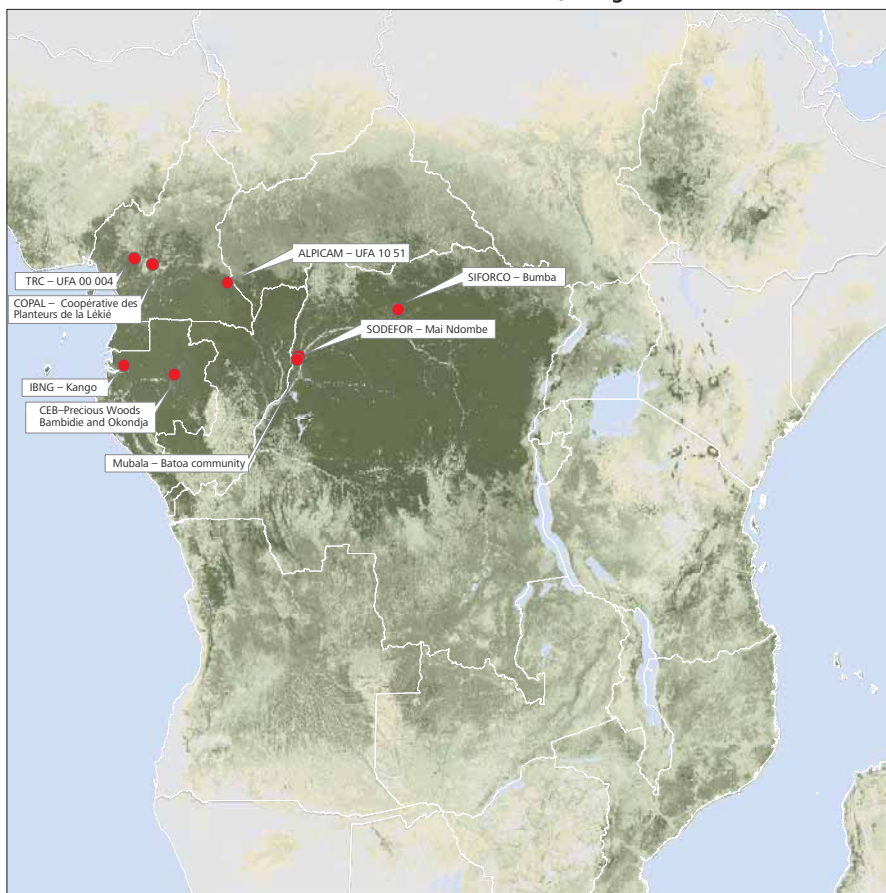 ALPICAM – UFA 10 51
SIFORCO – Bumba
TRC – UFA 00 004
COPAL – Coopérative des
Planteurs de la Lékié
SODEFOR – Mai Ndombe
IBNG – Kango
CEB–Precious Woods
Bambidie and Okondja
Mubala – Batoa community